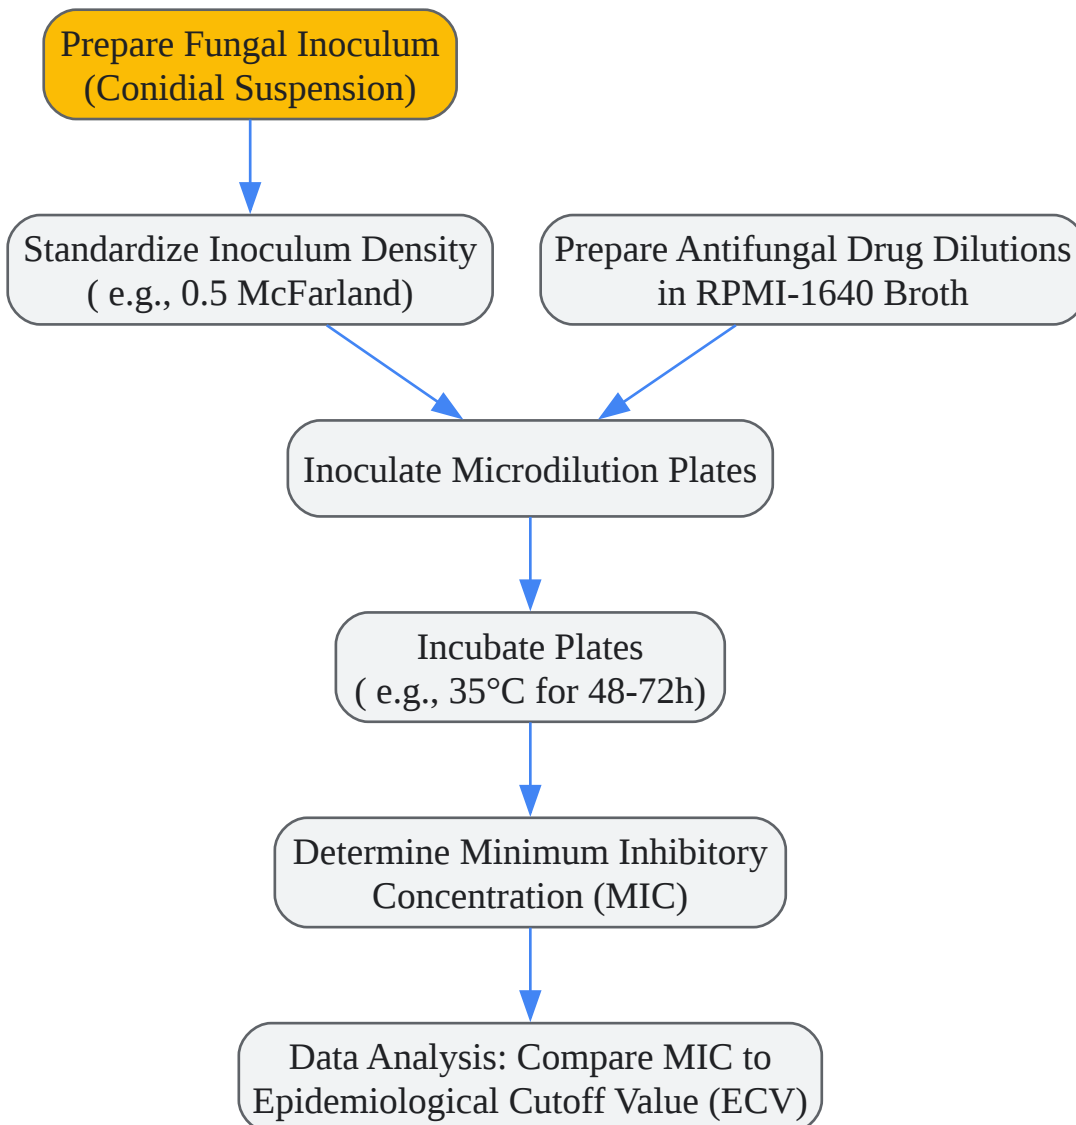 Prepare Fungal Inoculum
(Conidial Suspension)
Standardize Inoculum Density
( e.g., 0.5 McFarland)
Prepare Antifungal Drug Dilutions
in RPMI-1640 Broth
Inoculate Microdilution Plates
Incubate Plates
( e.g., 35°C for 48-72h)
Determine Minimum Inhibitory
Concentration (MIC)
Data Analysis: Compare MIC to
Epidemiological Cutoff Value (ECV)